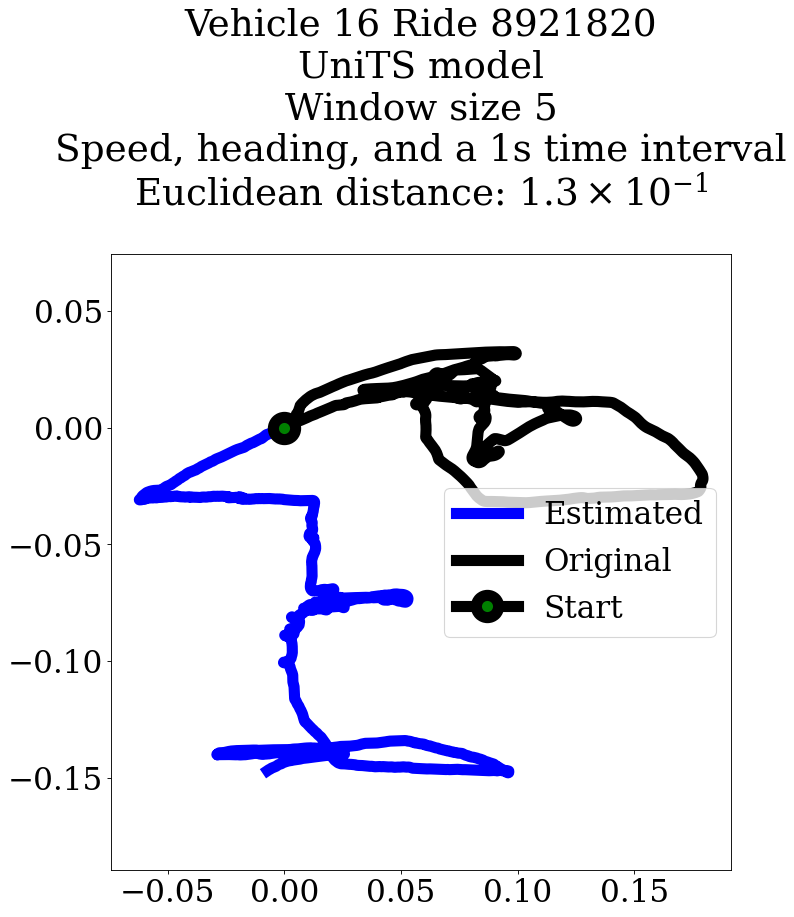 Vehicle 16 Ride 8921820
UniTS model
Window size 5
Speed, heading, and a 1s time interval
Euclidean distance: 1.3 × 10⁻¹
0.05
0.00
−0.05
−0.10
−0.15
Estimated
Original
Start
−0.05 0.00 0.05 0.10 0.15